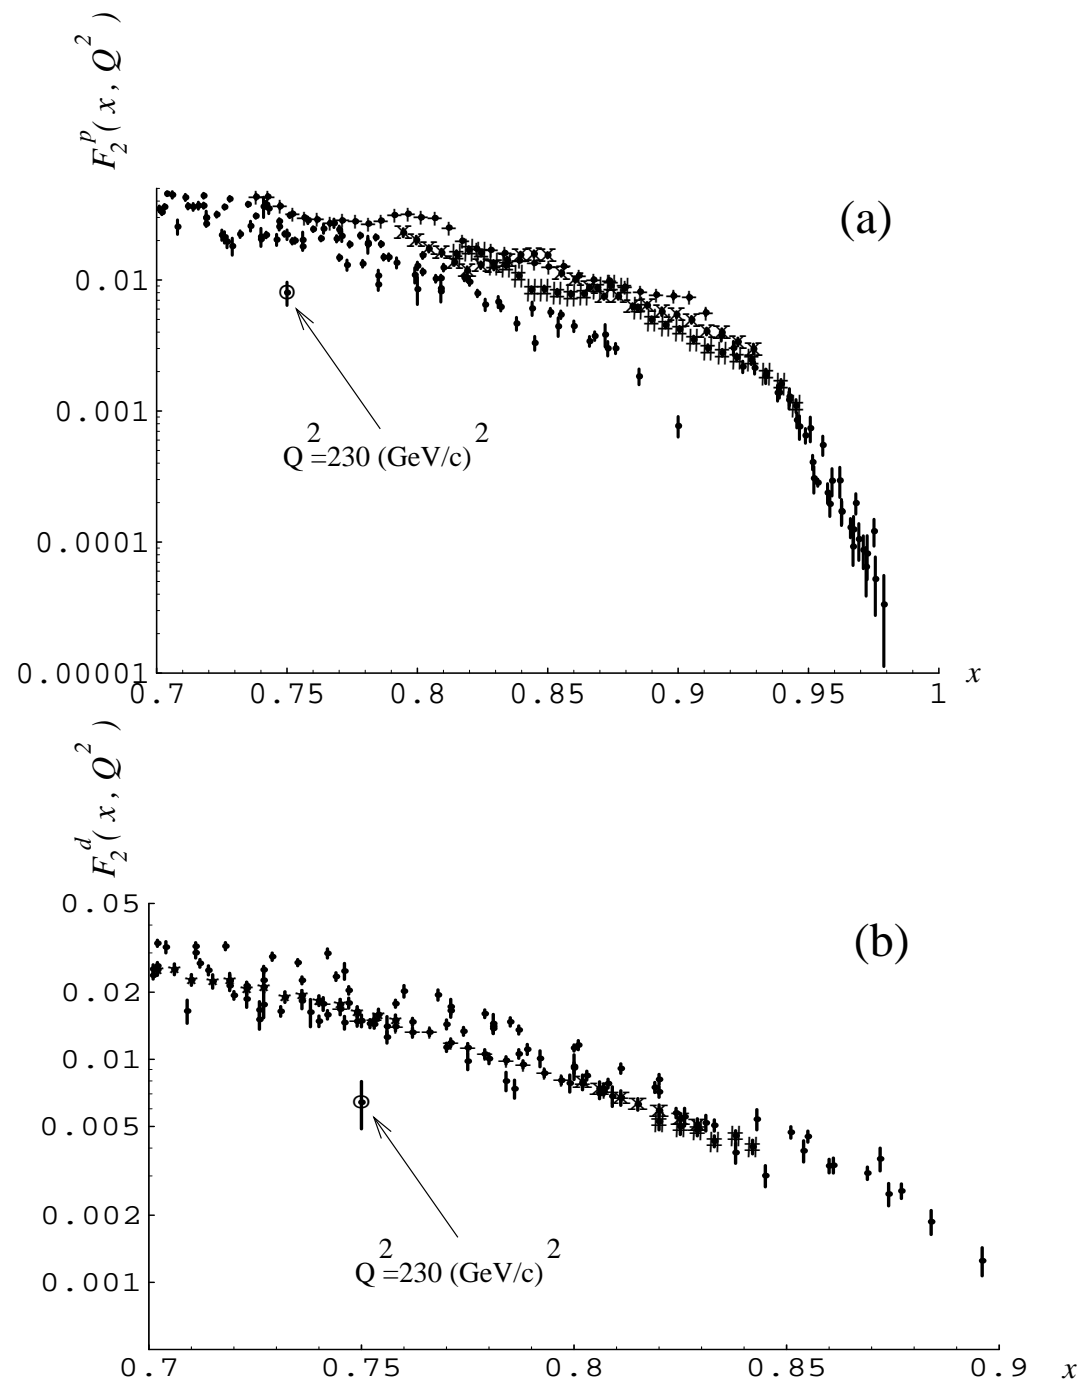 F₂ᵖ(x, Q²)
(a)
0.01
0.001
Q²=230 (GeV/c)²
0.0001
0.00001
0.7 0.75 0.8 0.85 0.9 0.95 1 x
F₂ᵈ(x, Q²)
0.05
(b)
0.02
0.01
0.005
0.002
Q²=230 (GeV/c)²
0.001
0.7 0.75 0.8 0.85 0.9 x